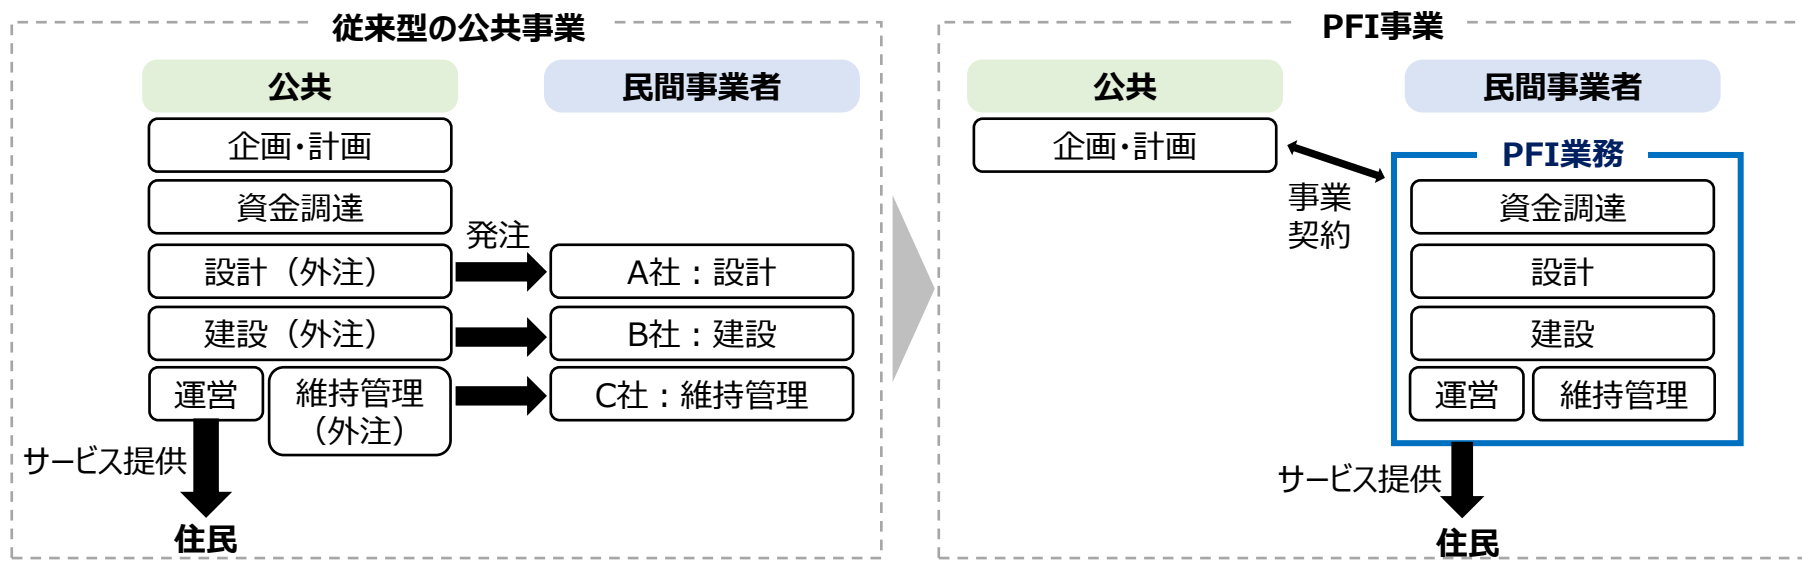 従来型の公共事業
公共
民間事業者
企画・計画
資金調達
発注
設計（外注）
A社：設計
建設（外注）
B社：建設
運営
維持管理
（外注）
C社：維持管理
サービス提供
住民
PFI事業
公共
民間事業者
企画・計画
事業
契約
PFI業務
資金調達
設計
建設
運営
維持管理
サービス提供
住民